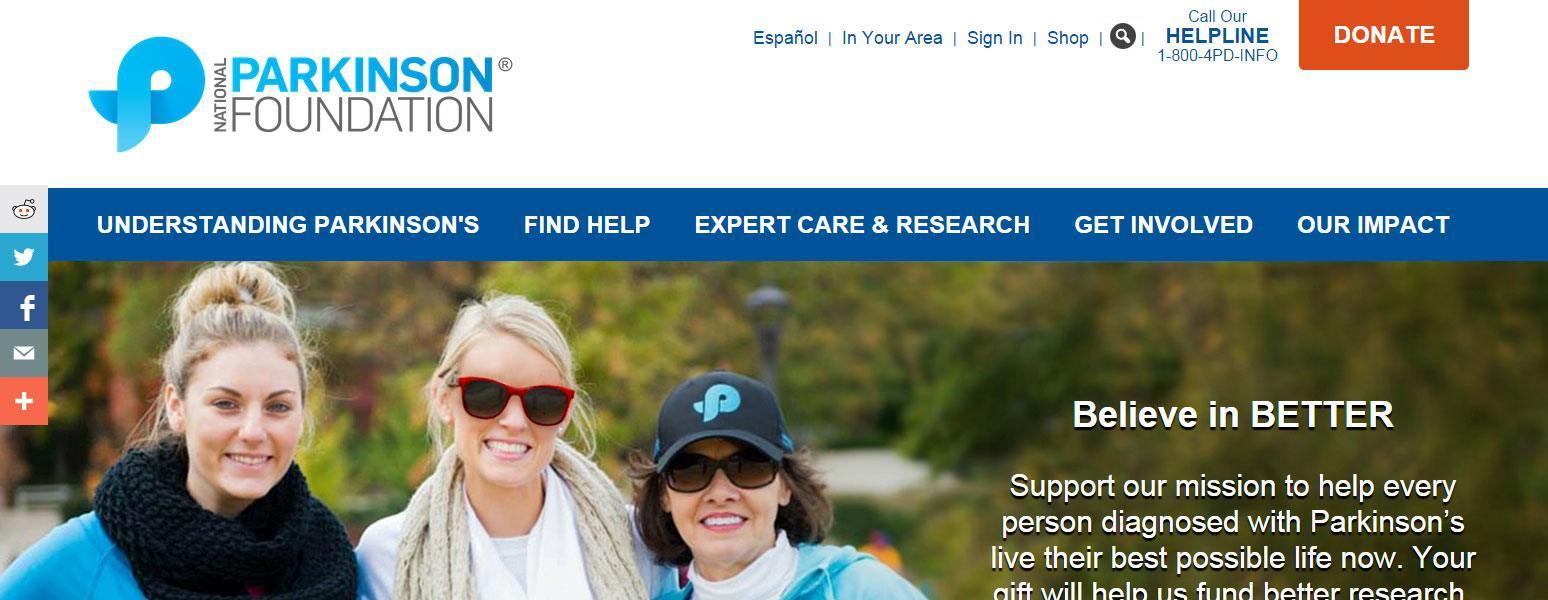 Español | In Your Area | Sign In | Shop | |
Call Our
HELPLINE
1-800-4PD-INFO
DONATE
NATIONAL
PARKINSON®
FOUNDATION
UNDERSTANDING PARKINSON'S FIND HELP EXPERT CARE & RESEARCH GET INVOLVED OUR IMPACT
Believe in BETTER
Support our mission to help every
person diagnosed with Parkinson’s
live their best possible life now. Your
gift will help us fund better research,